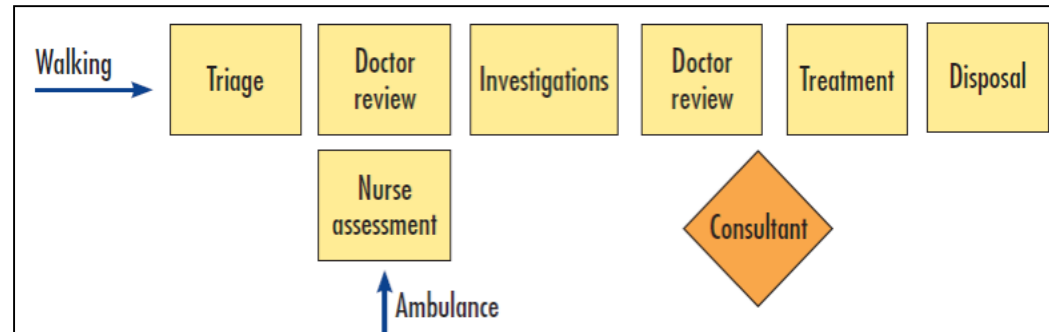 Walking
Triage
Doctor
review
Investigations
Doctor
review
Treatment
Disposal
Nurse
assessment
Consultant
Ambulance